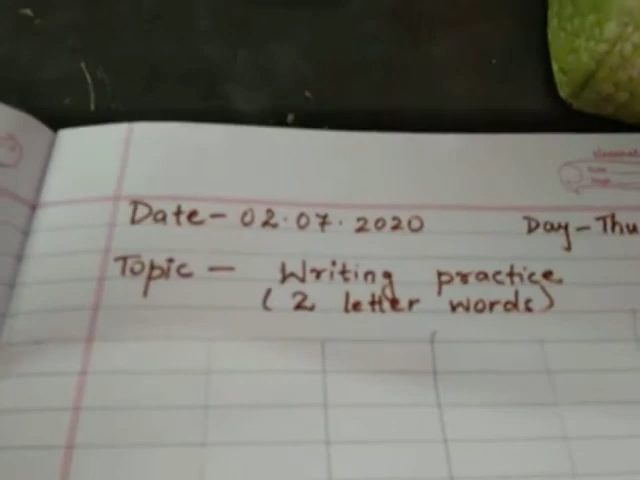 Date - 02.07.2020 Day - Thu
Topic - Writing practice
(2 letter words)